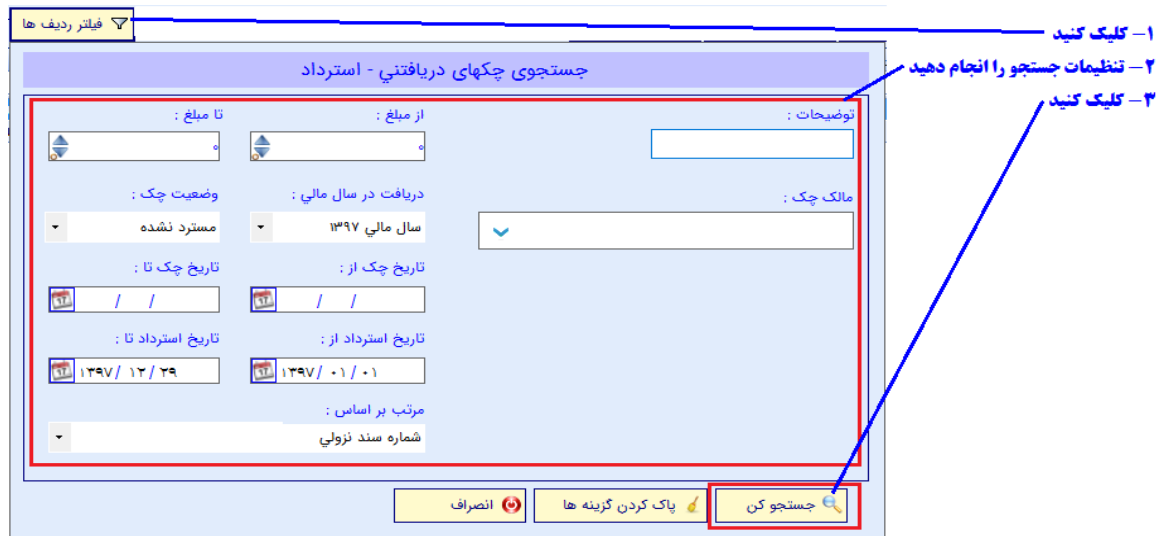 فیلتر ردیف ها
۱- کلیک کنید
۲- تنظیمات جستجو را انجام دهید
۳- کلیک کنید
جستجوی چکهای دریافتني - استرداد
توضیحات :
از مبلغ :
تا مبلغ :
۰
۰
مالک چک :
دریافت در سال مالي :
وضعیت چک :
سال مالي ۱۳۹۷
مسترد نشده
تاریخ چک از :
تاریخ چک تا :
/ /
/ /
تاریخ استرداد از :
تاریخ استرداد تا :
۱۳۹۷/ ۰۱/ ۰۱
۱۳۹۷/ ۱۲/ ۲۹
مرتب بر اساس :
شماره سند نزولي
جستجو کن
پاک کردن گزینه ها
انصراف